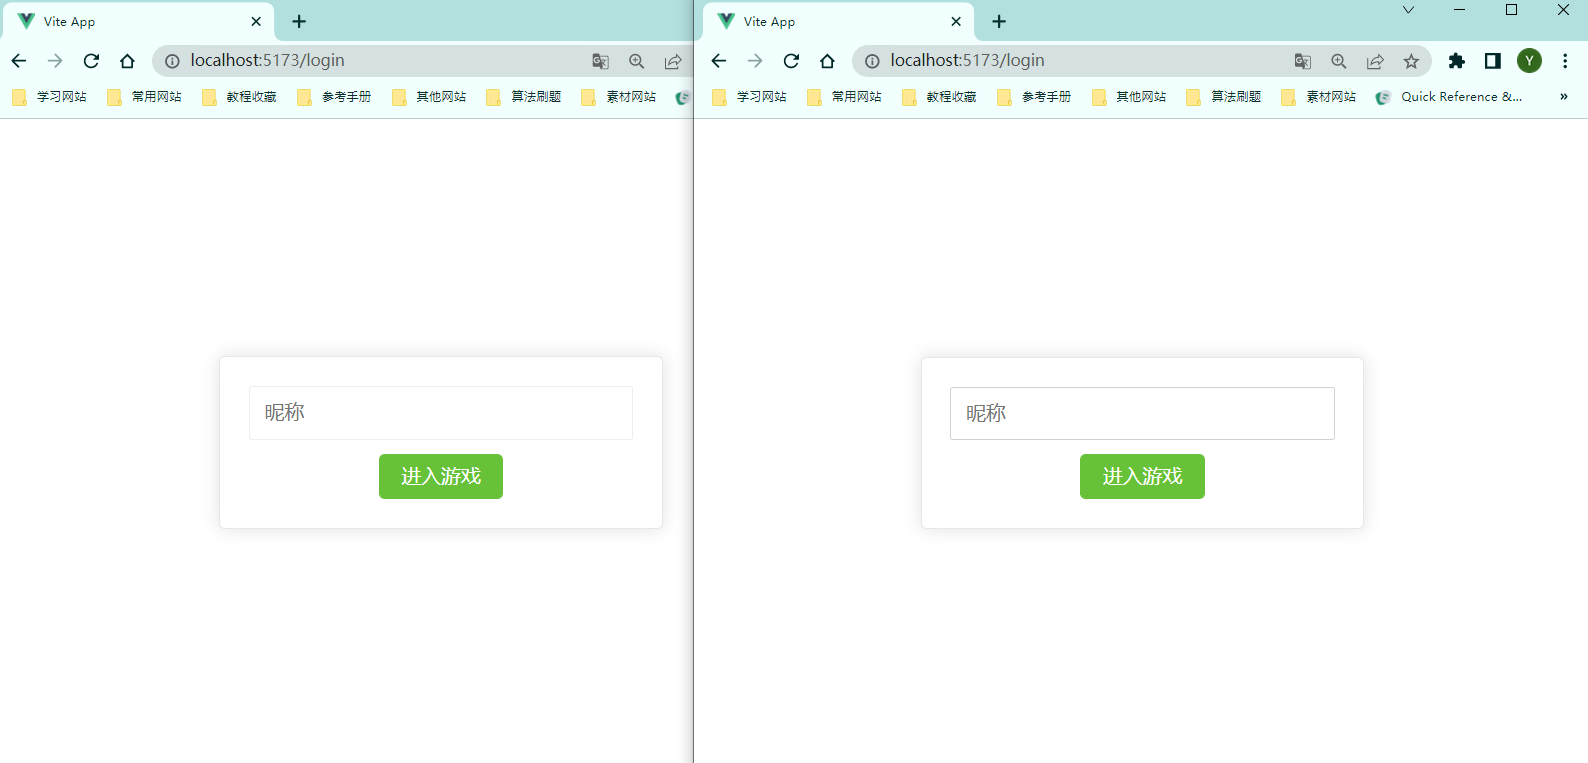 Vite App
localhost:5173/login
学习网站 常用网站 教程收藏 参考手册 其他网站 算法刷题 素材网站
昵称
进入游戏
Vite App
localhost:5173/login
Y
学习网站 常用网站 教程收藏 参考手册 其他网站 算法刷题 素材网站 Quick Reference &... »
昵称
进入游戏